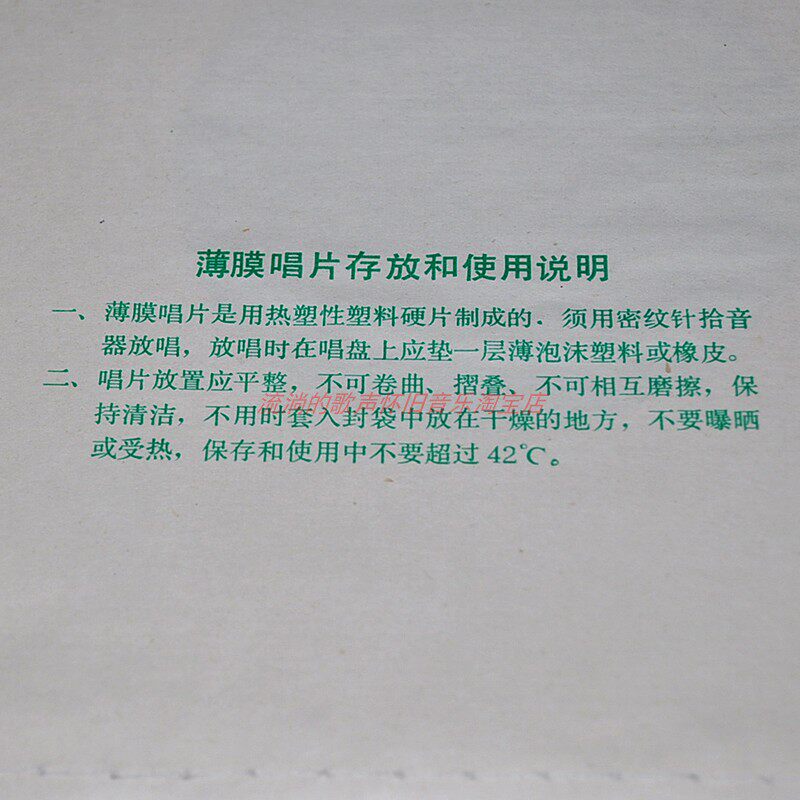 薄膜唱片存放和使用说明
一、薄膜唱片是用热塑性塑料硬片制成的．须用密纹针拾音
器放唱，放唱时在唱盘上应垫一层薄泡沫塑料或橡皮。
二、唱片放置应平整，不可卷曲、摺叠、不可相互磨擦，保
流淌的歌声怀旧音乐淘宝店
持清洁，不用时套入封袋中放在干燥的地方，不要曝晒
或受热，保存和使用中不要超过 42℃。